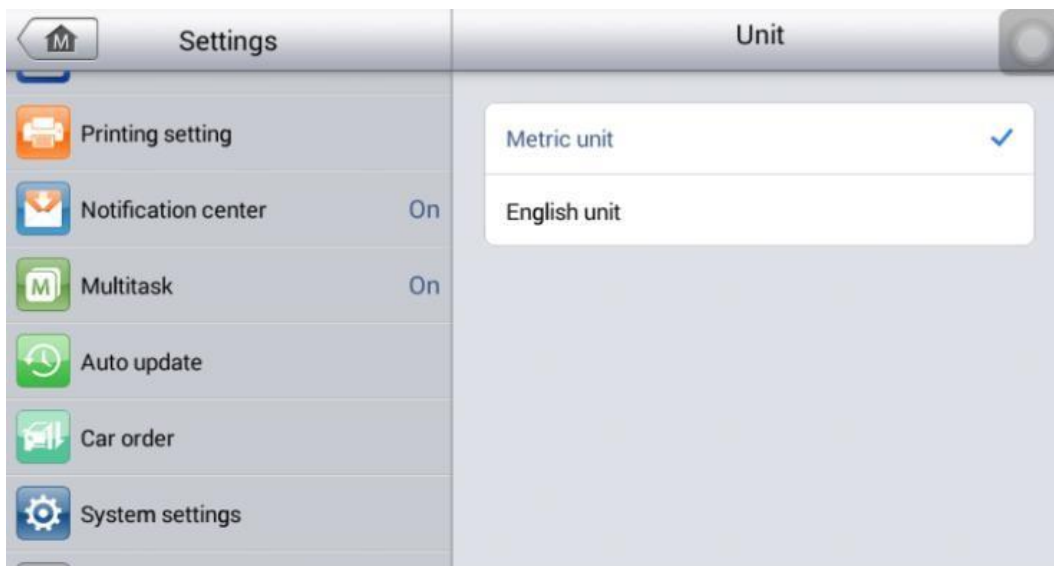 M
Settings
Unit
Printing setting
Notification center On
M
Multitask On
Auto update
Car order
System settings
Metric unit
English unit